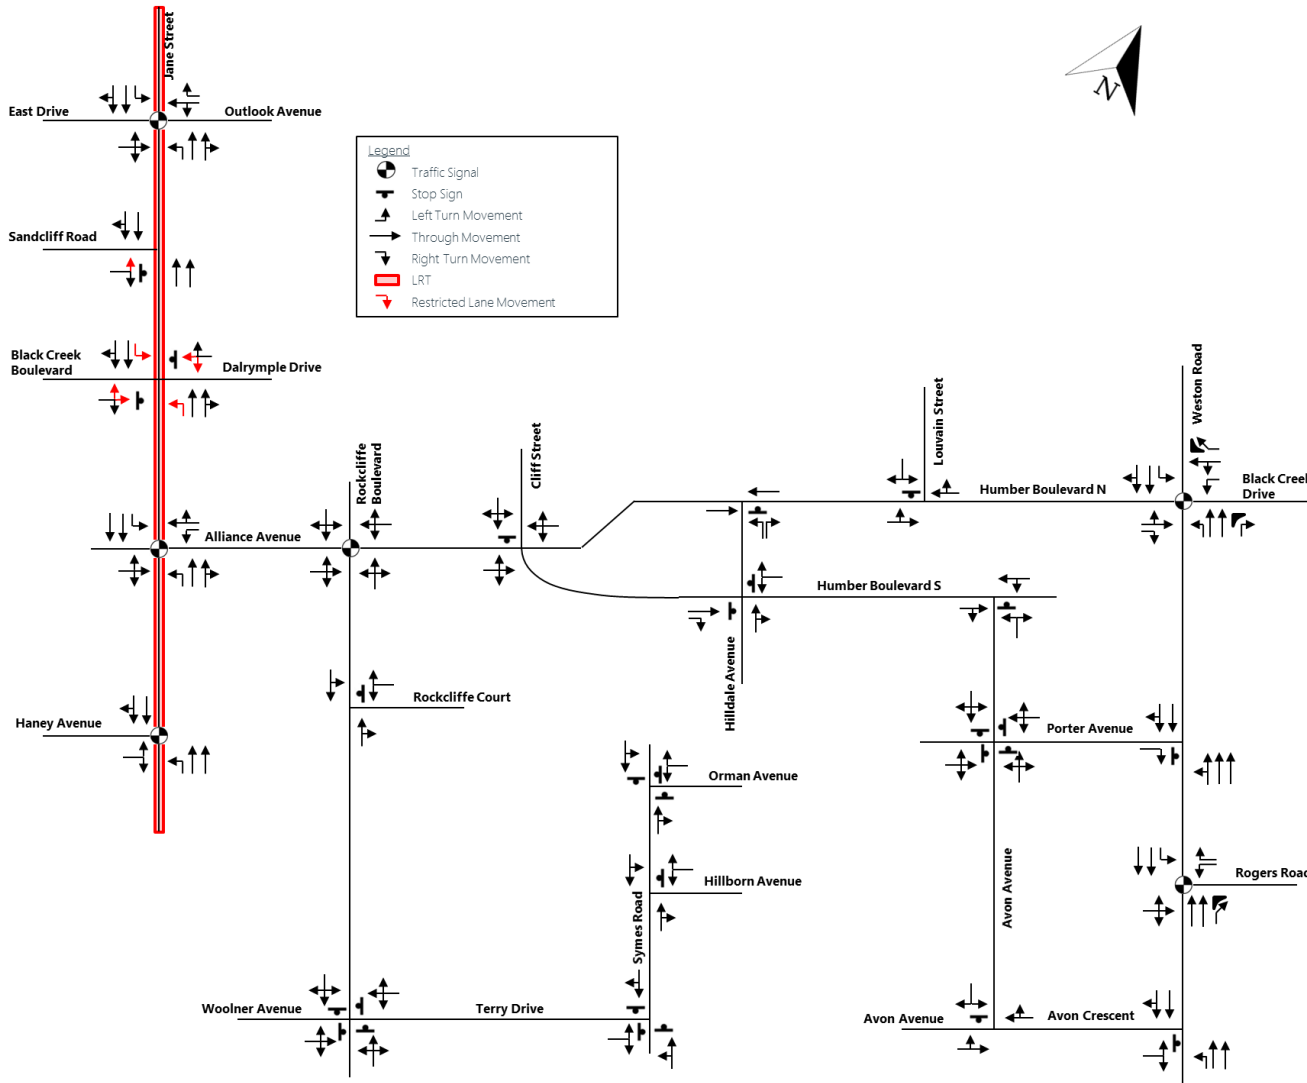 Jane Street
East Drive
Outlook Avenue
Legend
Traffic Signal
Stop Sign
Left Turn Movement
Through Movement
Right Turn Movement
LRT
Restricted Lane Movement
N
Sandcliff Road
Black Creek
Boulevard
Dalrymple Drive
Weston Road
Louvain Street
Cliff Street
Rockcliffe
Boulevard
Humber Boulevard N
Black Creek
Drive
Alliance Avenue
Humber Boulevard S
Hilldale Avenue
Rockcliffe Court
Haney Avenue
Porter Avenue
Orman Avenue
Hillborn Avenue
Symes Road
Avon Avenue
Rogers Road
Woolner Avenue
Terry Drive
Avon Avenue
Avon Crescent